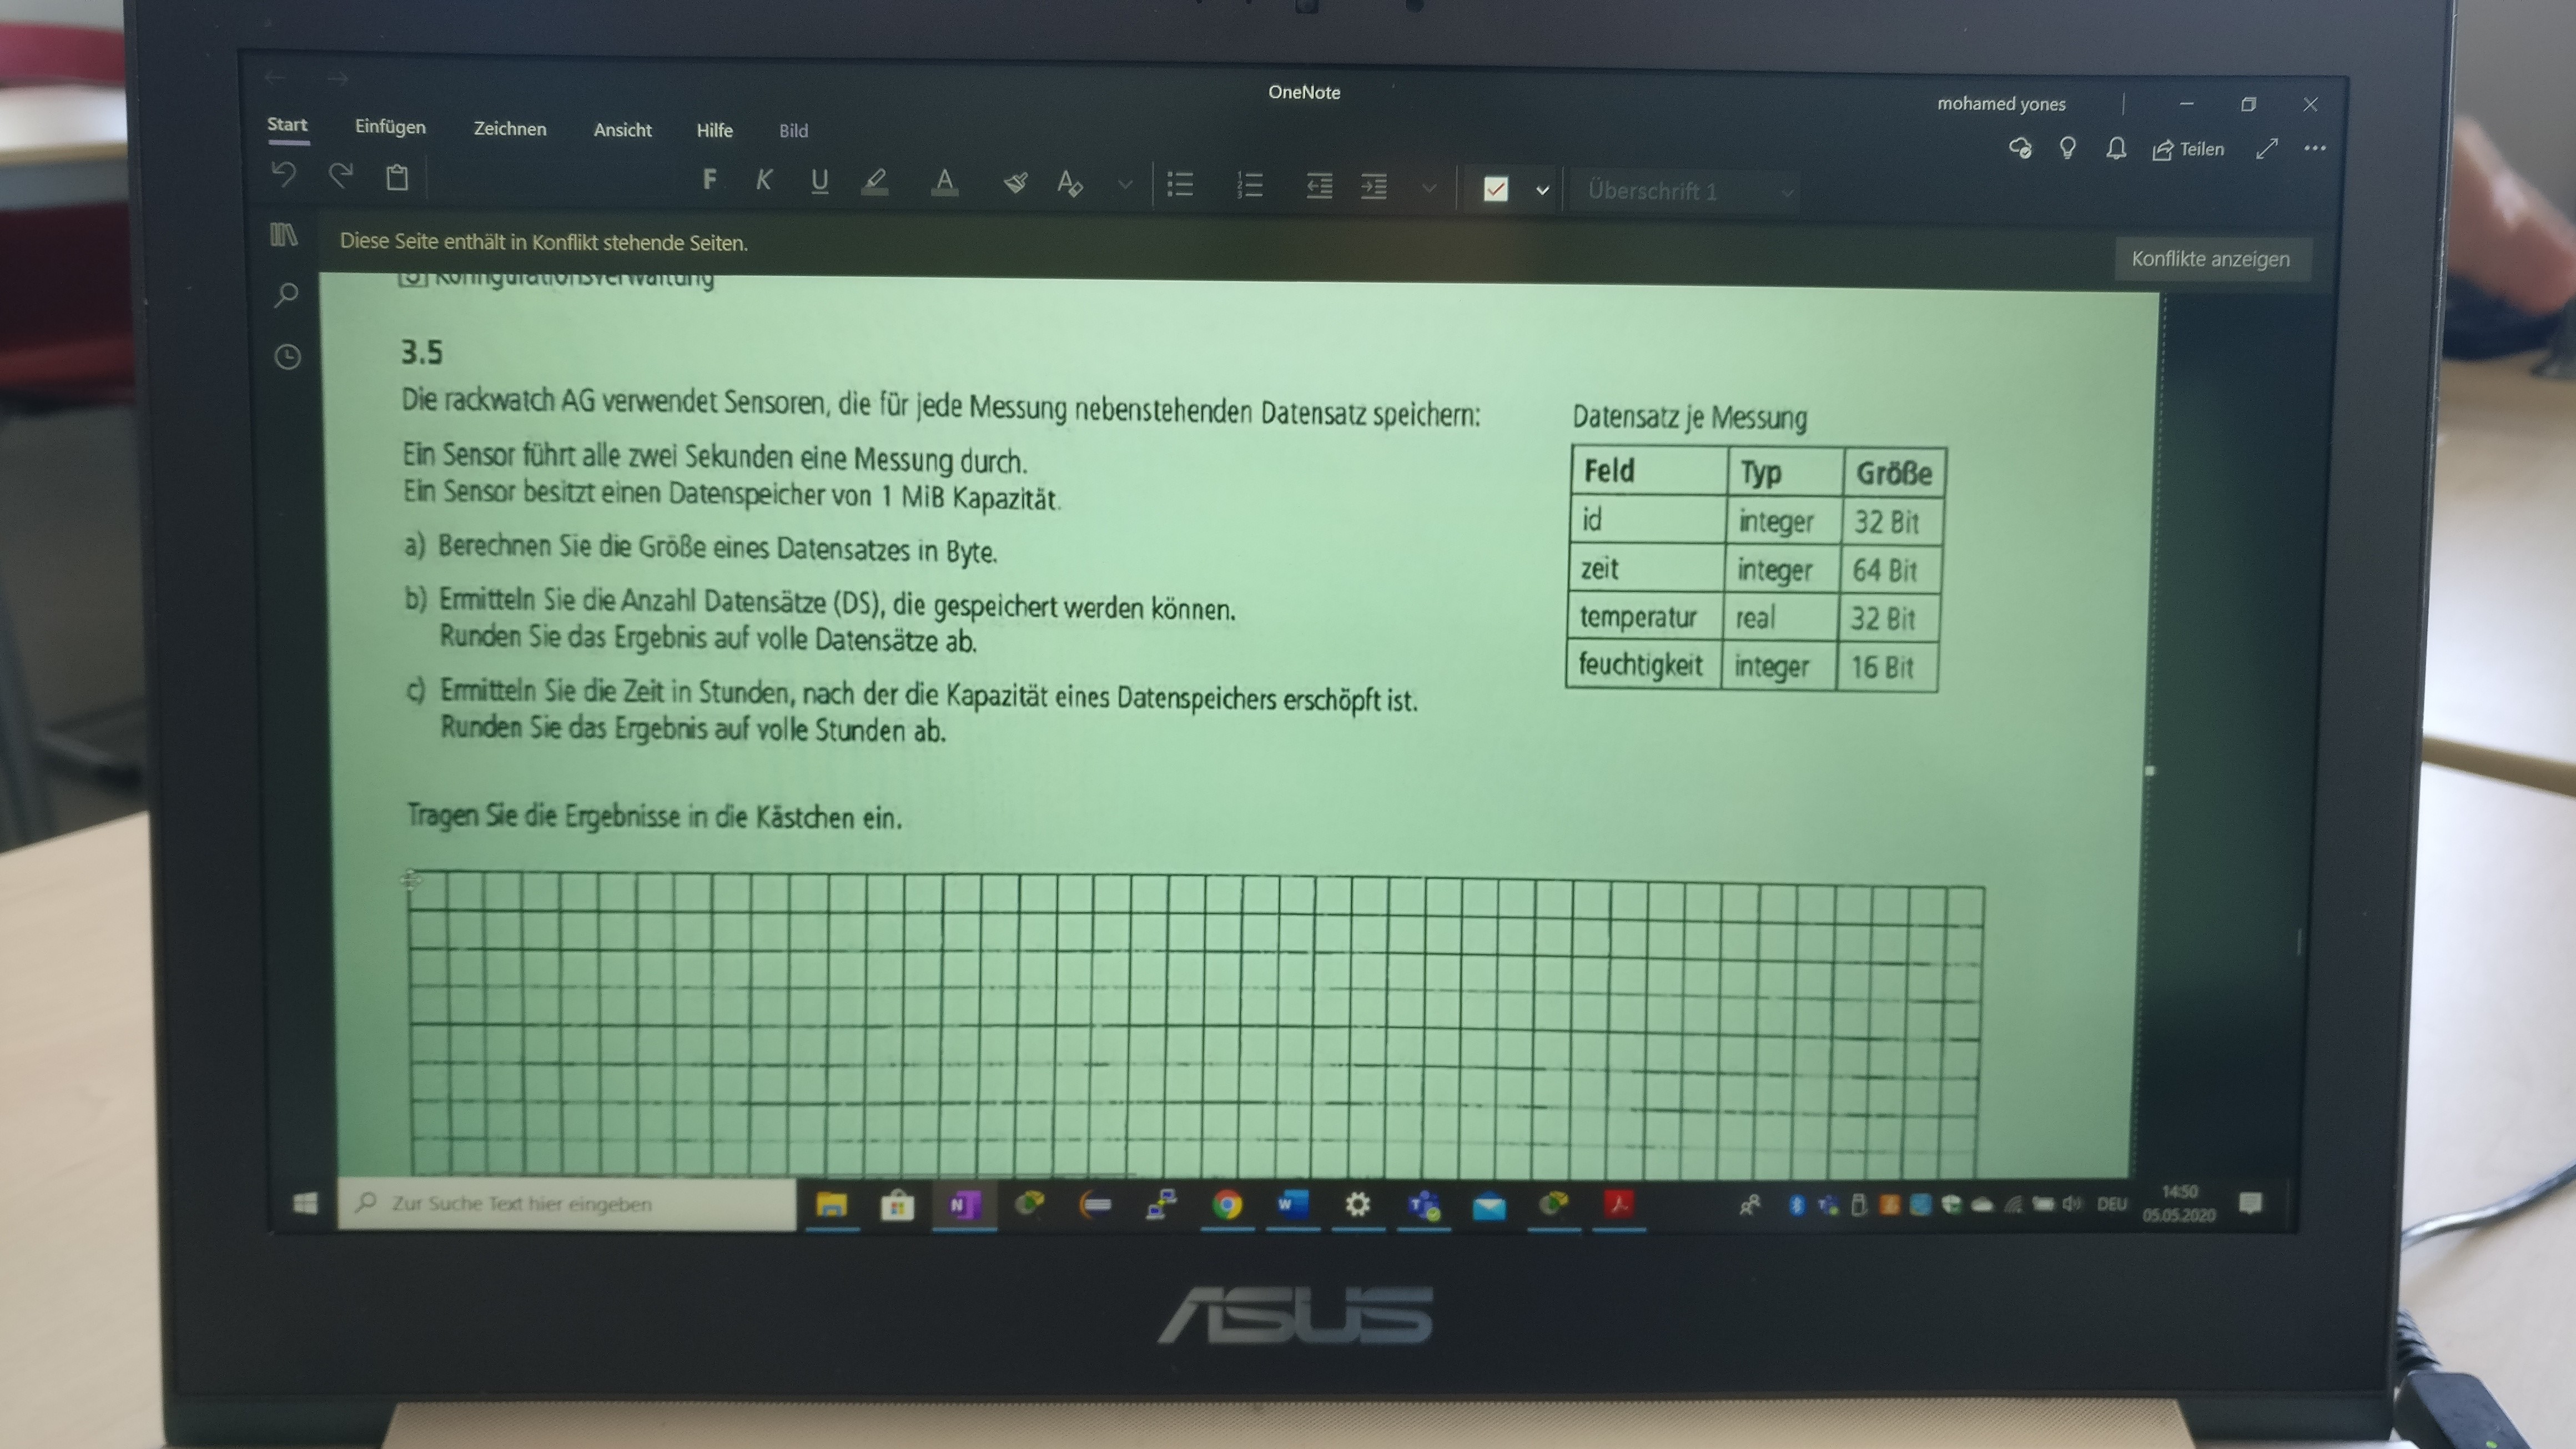 OneNote
mohamed yones
Start Einfügen Zeichnen Ansicht Hilfe Bild
Teilen
F K U A A
Überschrift 1
Diese Seite enthält in Konflikt stehende Seiten.
Konflikte anzeigen
3 Konfigurationsverwaltung
3.5
Die rackwatch AG verwendet Sensoren, die für jede Messung nebenstehenden Datensatz speichern:
Ein Sensor führt alle zwei Sekunden eine Messung durch.
Ein Sensor besitzt einen Datenspeicher von 1 MiB Kapazität.
a) Berechnen Sie die Größe eines Datensatzes in Byte.
b) Ermitteln Sie die Anzahl Datensätze (DS), die gespeichert werden können.
Runden Sie das Ergebnis auf volle Datensätze ab.
c) Ermitteln Sie die Zeit in Stunden, nach der die Kapazität eines Datenspeichers erschöpft ist.
Runden Sie das Ergebnis auf volle Stunden ab.
Datensatz je Messung
Feld Typ Größe
id integer 32 Bit
zeit integer 64 Bit
temperatur real 32 Bit
feuchtigkeit integer 16 Bit
Tragen Sie die Ergebnisse in die Kästchen ein.
Zur Suche Text hier eingeben
DEU
14:50
05.05.2020
ASUS